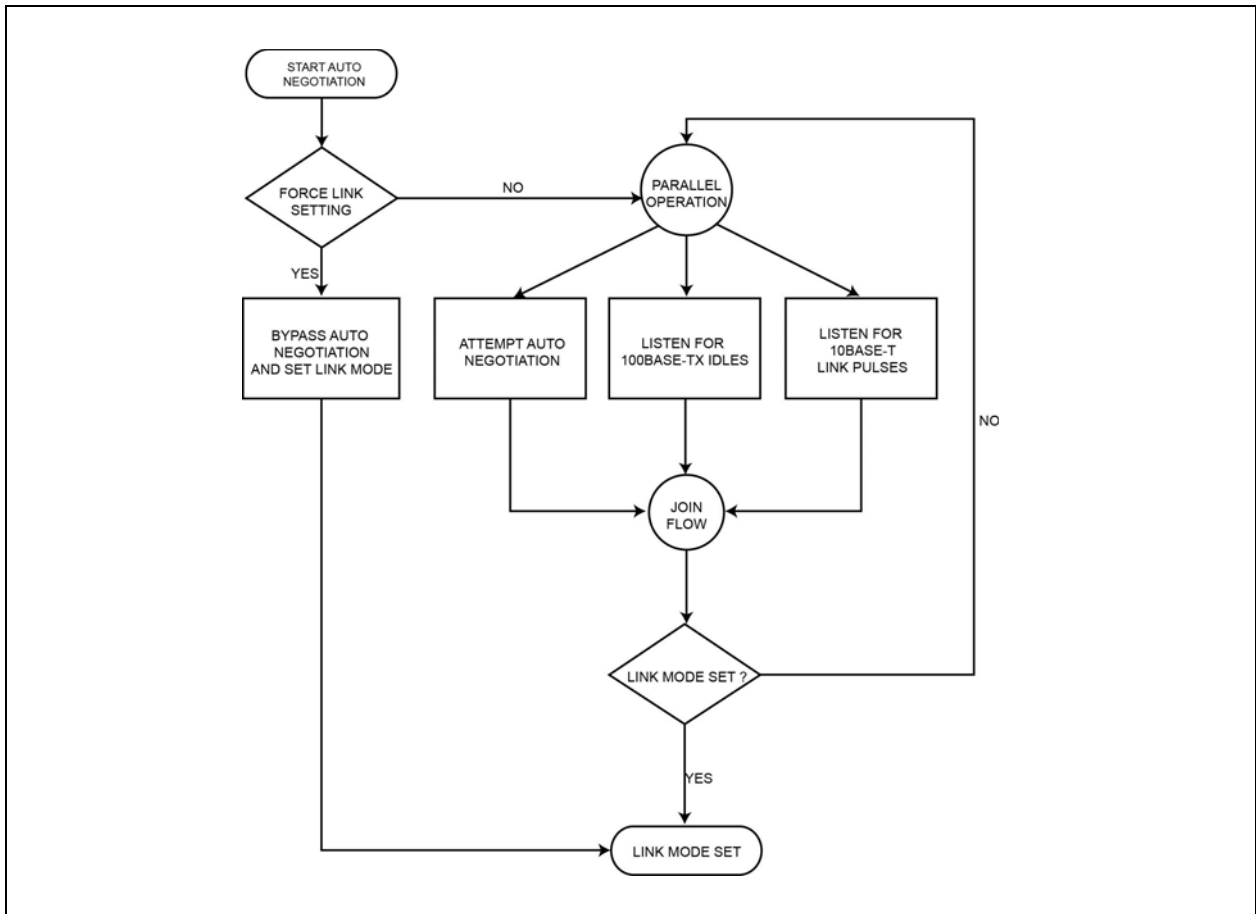 START AUTO
NEGOTIATION
FORCE LINK
SETTING
NO
PARALLEL
OPERATION
YES
BYPASS AUTO
NEGOTIATION
AND SET LINK MODE
ATTEMPT AUTO
NEGOTIATION
LISTEN FOR
100BASE-TX IDLES
LISTEN FOR
10BASE-T
LINK PULSES
NO
JOIN
FLOW
LINK MODE SET ?
YES
LINK MODE SET